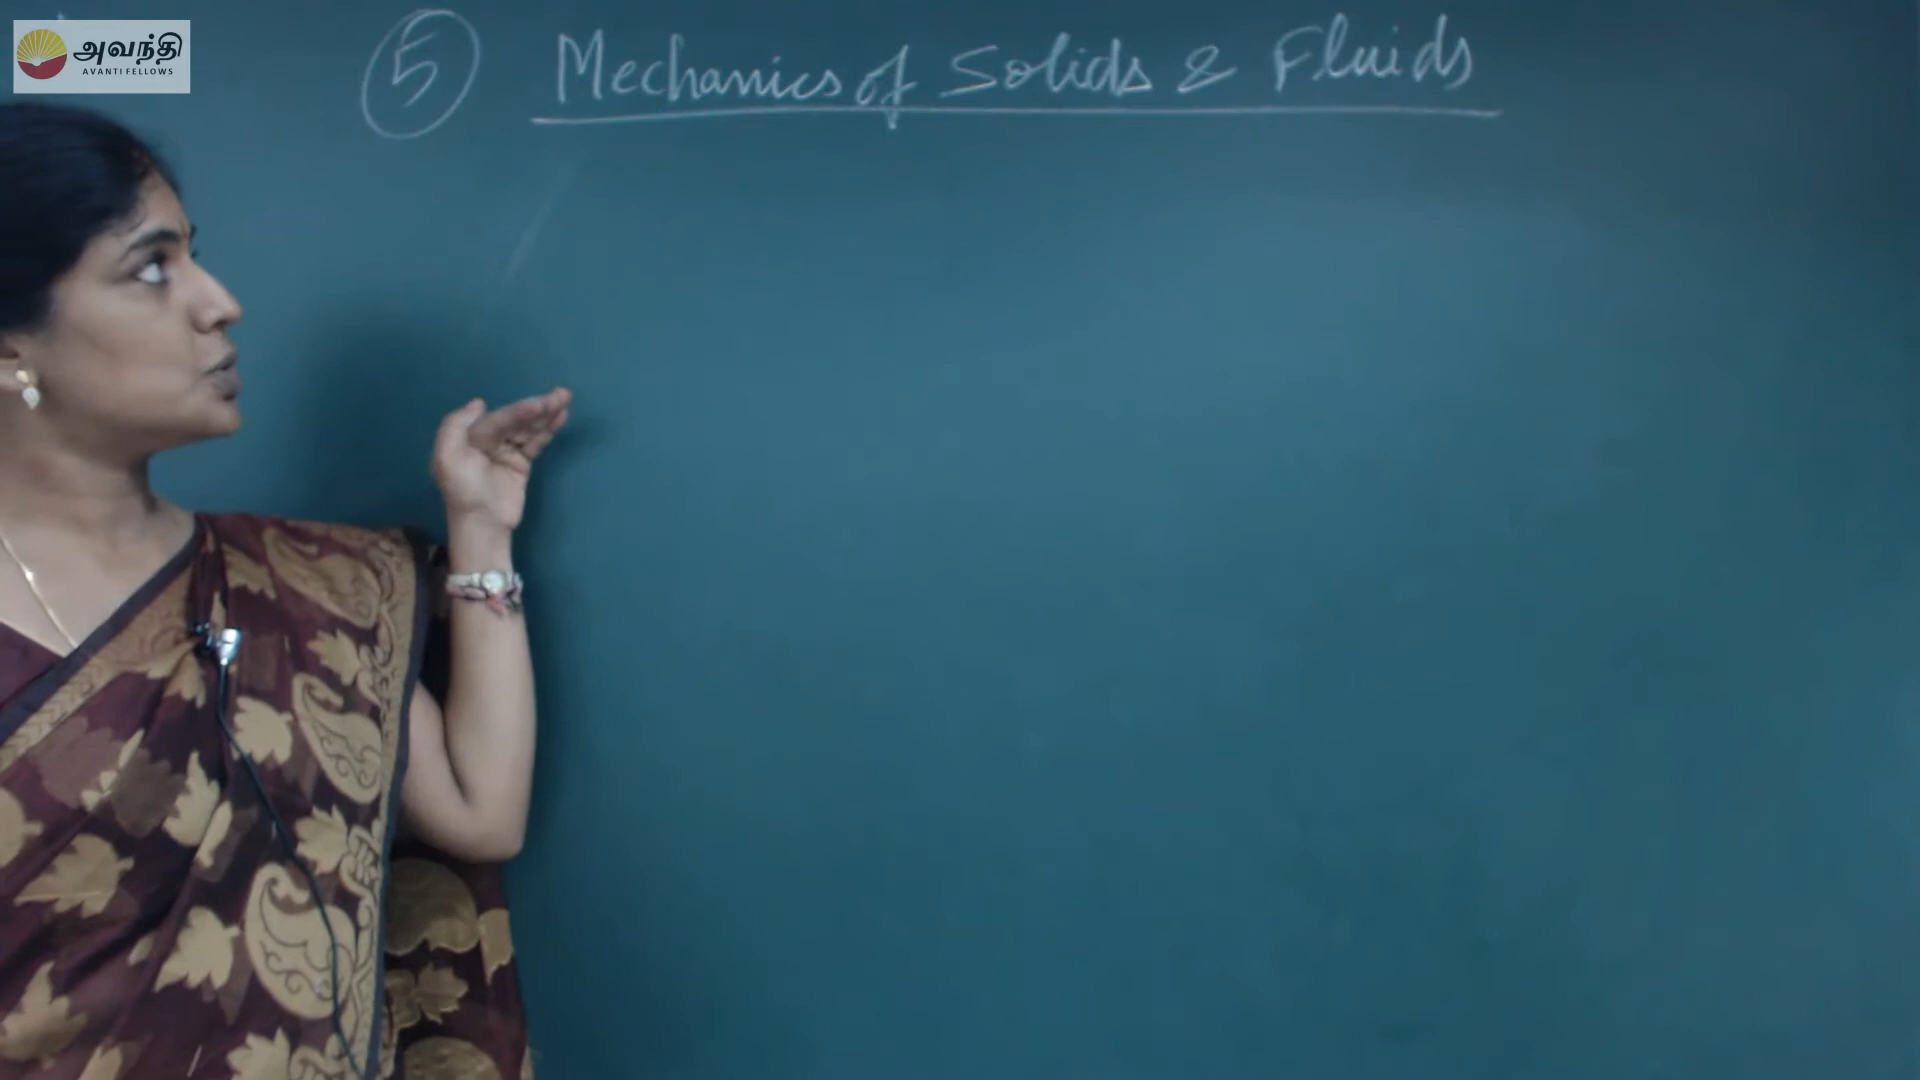 அவந்தி
AVANTI FELLOWS
5 Mechanics of Solids & Fluids